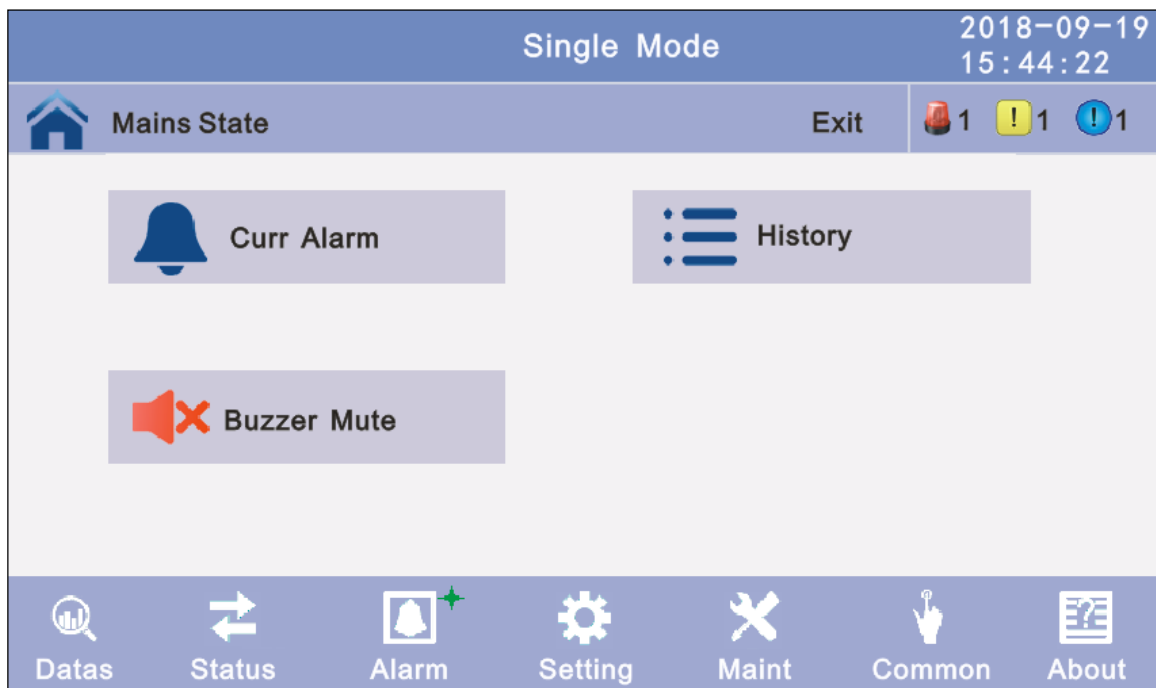 Single Mode
2018-09-19
15:44:22
Mains State
Exit
1
! 1
! 1
Curr Alarm
History
Buzzer Mute
?
Datas
Status
Alarm
Setting
Maint
Common
About